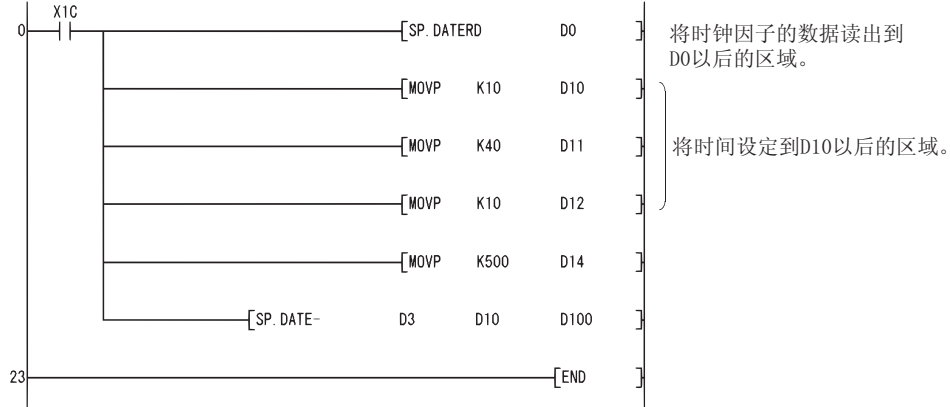 X1C
0 [SP.DATERD D0 ]
将时钟因子的数据读出到
D0以后的区域。
[MOVP K10 D10 ]
[MOVP K40 D11 ]
将时间设定到D10以后的区域。
[MOVP K10 D12 ]
[MOVP K500 D14 ]
[SP.DATE- D3 D10 D100 ]
23 [END ]